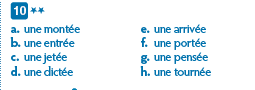 10 **
a. une montée
b. une entrée
c. une jetée
d. une dictée
e. une arrivée
f. une portée
g. une pensée
h. une tournée